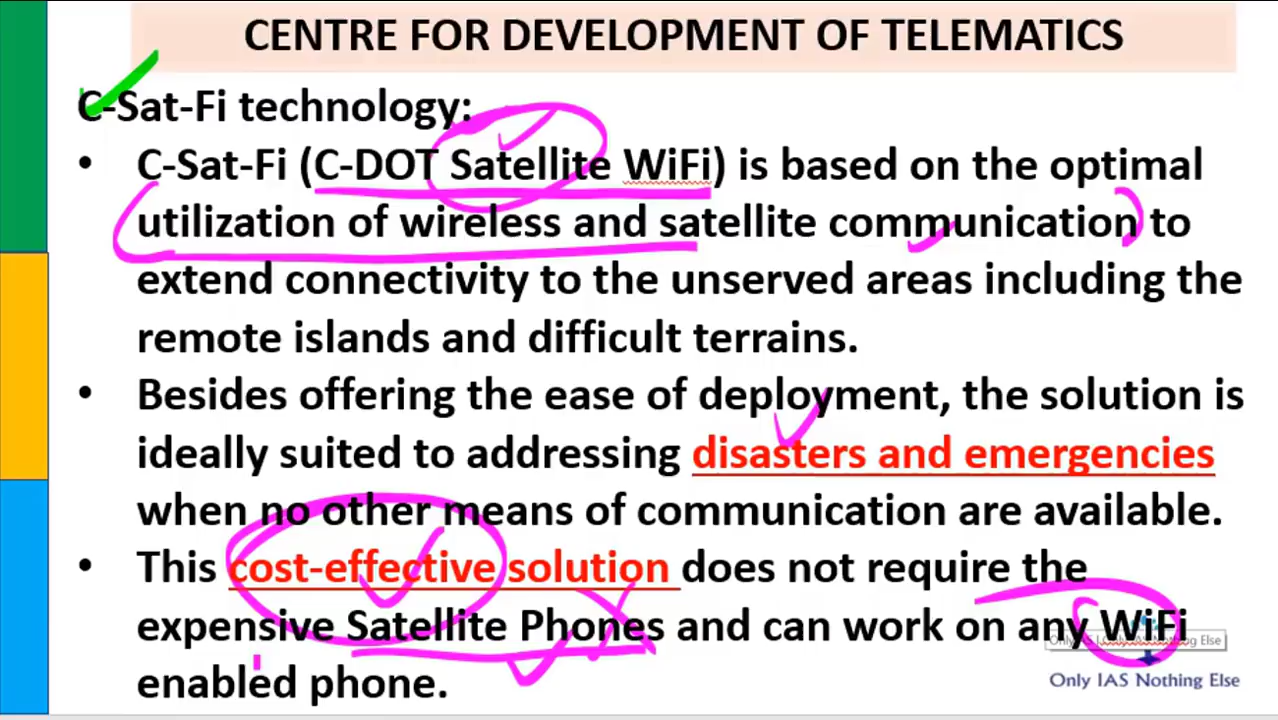 CENTRE FOR DEVELOPMENT OF TELEMATICS
C-Sat-Fi technology:
• C-Sat-Fi (C-DOT Satellite WiFi) is based on the optimal
utilization of wireless and satellite communication to
extend connectivity to the unserved areas including the
remote islands and difficult terrains.
• Besides offering the ease of deployment, the solution is
ideally suited to addressing disasters and emergencies
when no other means of communication are available.
• This cost-effective solution does not require the
expensive Satellite Phones and can work on any WiFi
enabled phone.
Only IAS Nothing Else